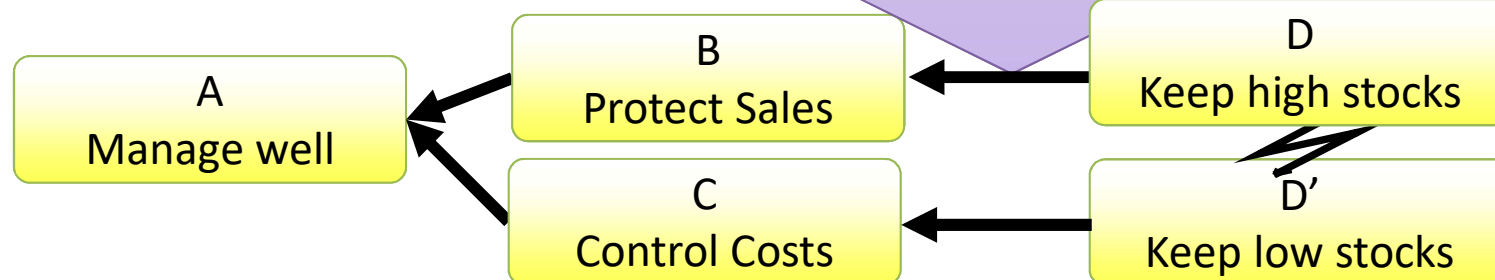 A
Manage well
B
Protect Sales
C
Control Costs
D
Keep high stocks
D’
Keep low stocks